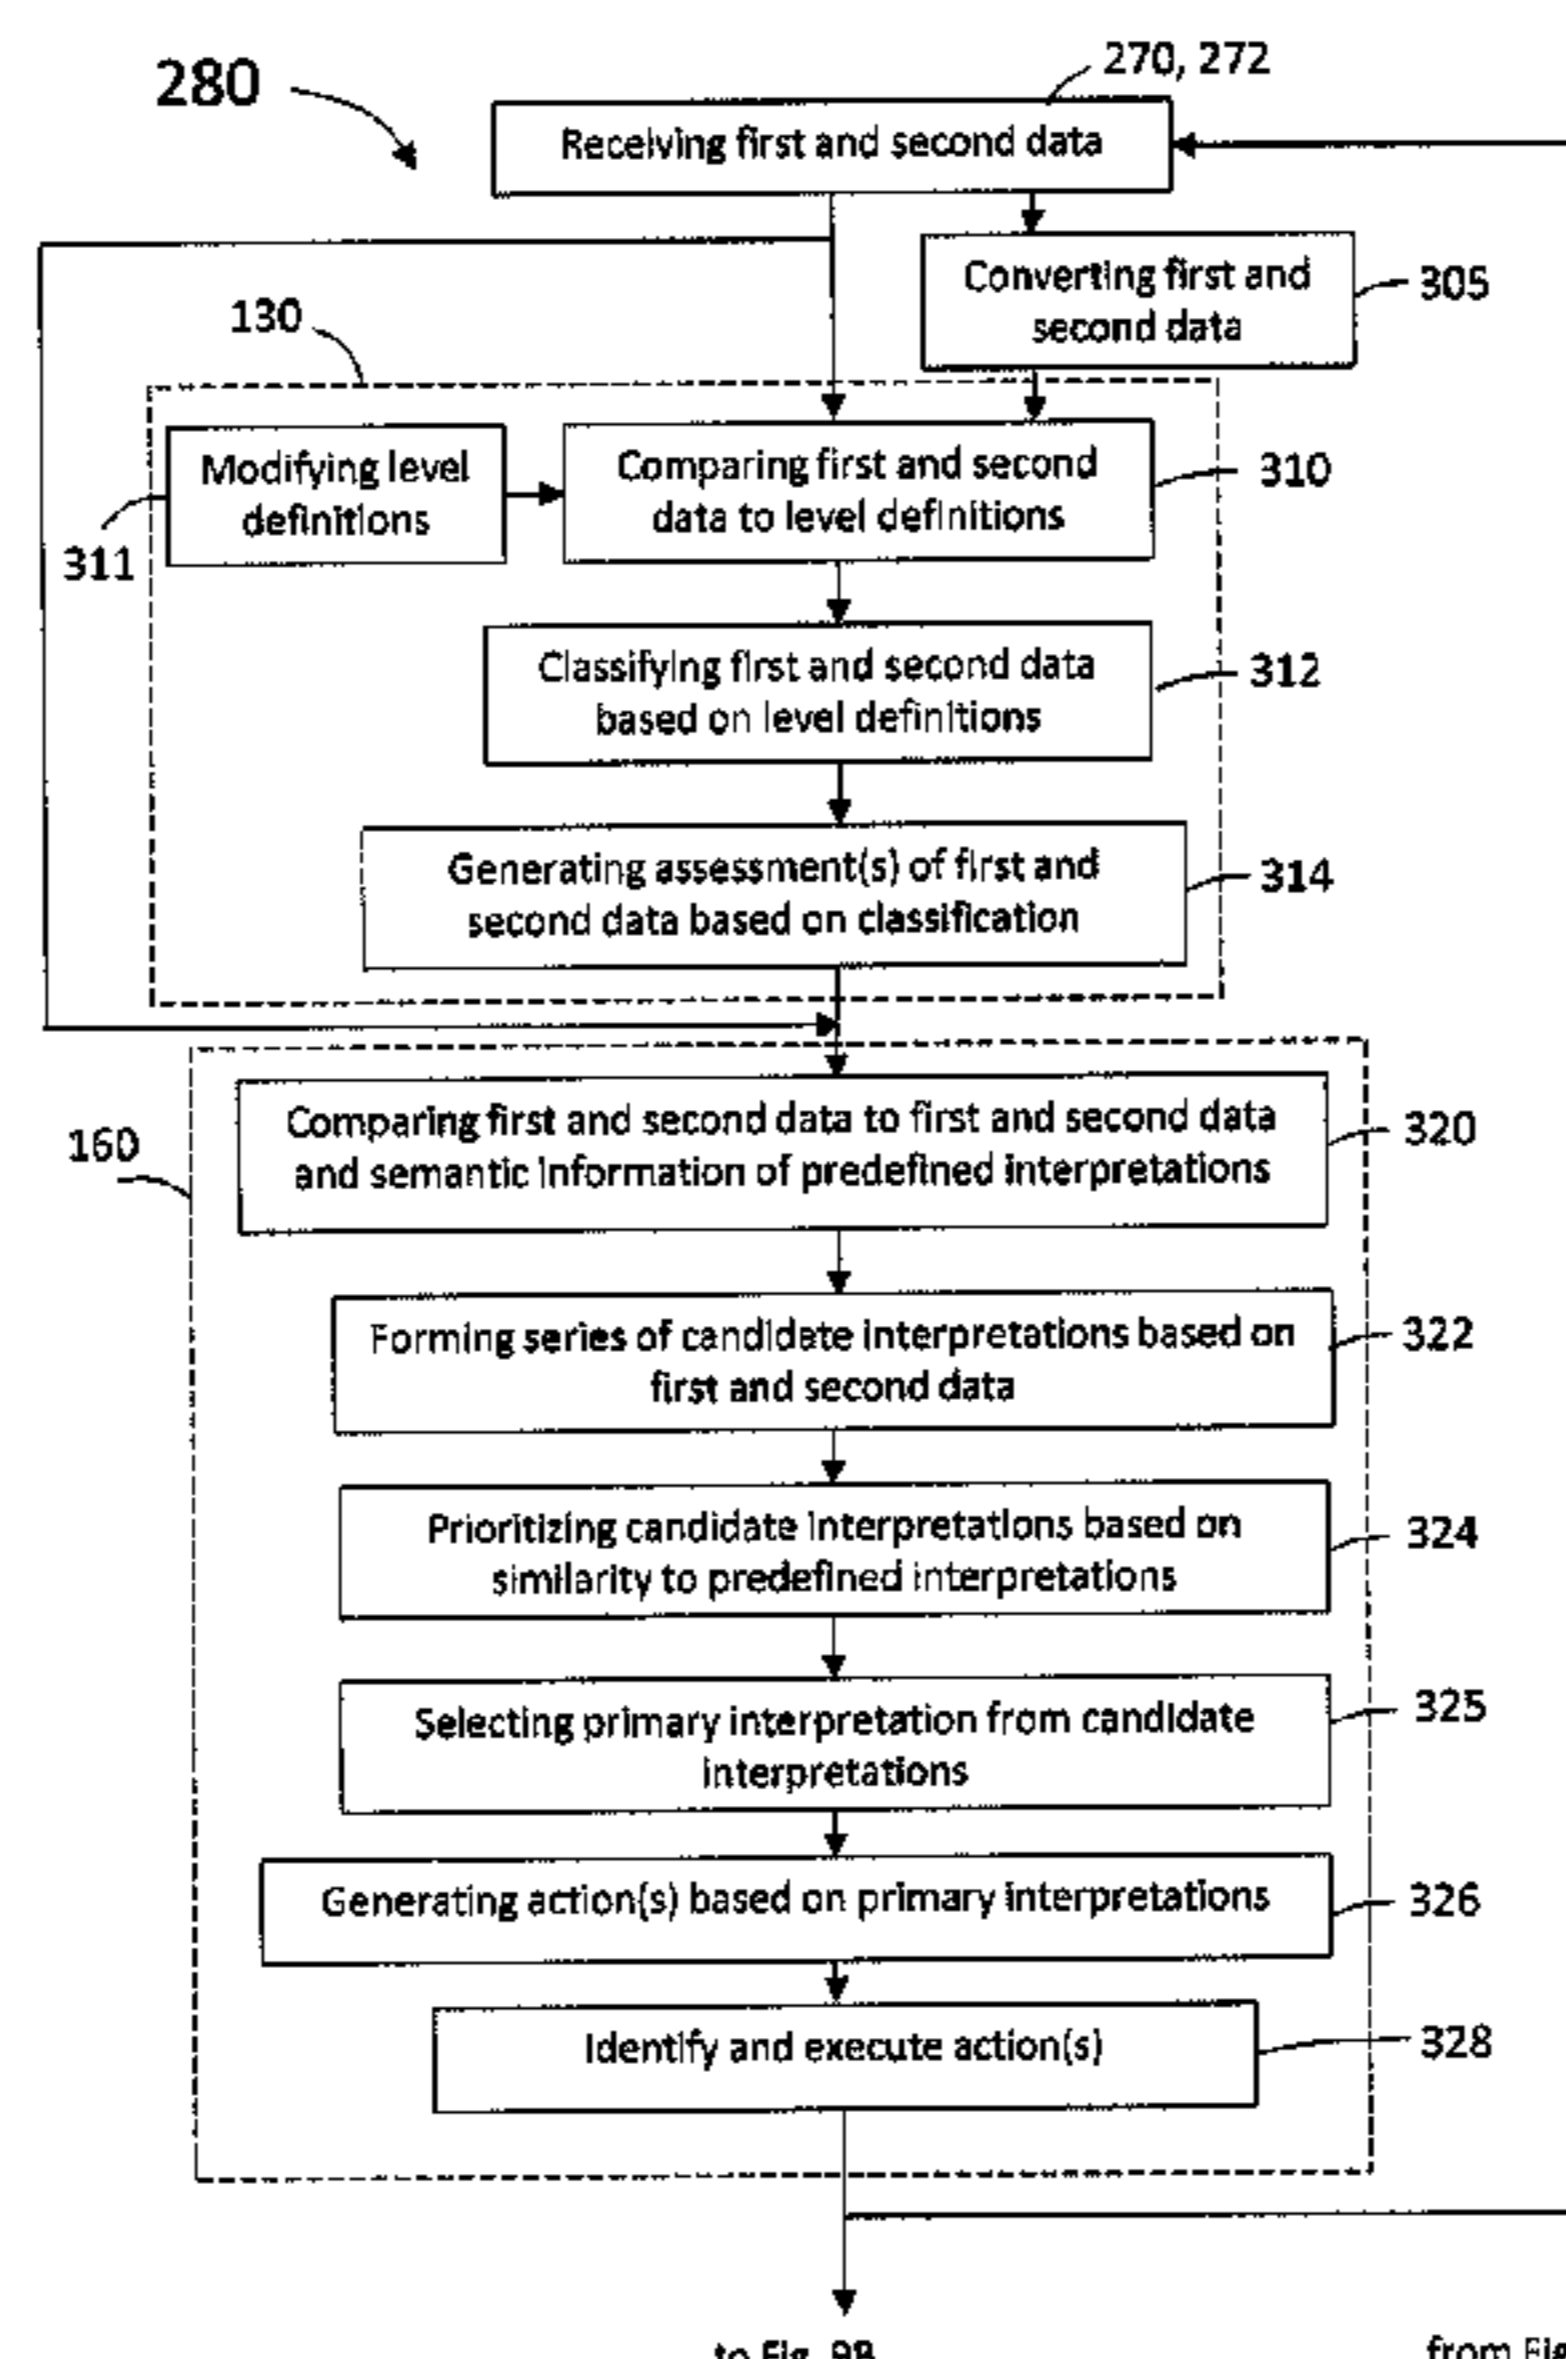 280
270, 272
Receiving first and second data
Converting first and
second data
305
130
Modifying level
definitions
311
Comparing first and second
data to level definitions
310
Classifying first and second data
based on level definitions
312
Generating assessment(s) of first and
second data based on classification
314
160
Comparing first and second data to first and second data
and semantic information of predefined interpretations
320
Forming series of candidate interpretations based on
first and second data
322
Prioritizing candidate interpretations based on
similarity to predefined interpretations
324
Selecting primary interpretation from candidate
interpretations
325
Generating action(s) based on primary interpretations
326
Identify and execute action(s)
328
to Fig. 9B
from Fig